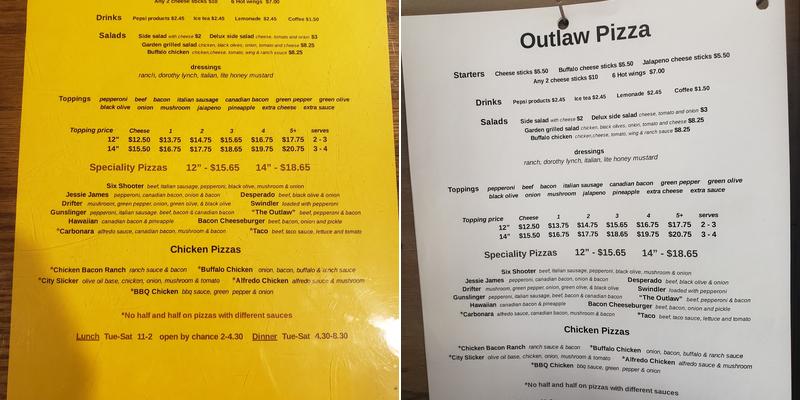 Any 2 cheese sticks $10 6 Hot wings $7.00
Drinks Pepsi products $2.45 Ice tea $2.45 Lemonade $2.45 Coffee $1.50
Salads Side salad with cheese $2 Delux side salad cheese, tomato and onion $3
Garden grilled salad chicken, black olives, onion, tomato and cheese $8.25
Buffalo chicken chicken,cheese, tomato, wing & ranch sauce $8.25
dressings
ranch, dorothy lynch, italian, lite honey mustard
Toppings pepperoni beef bacon italian sausage canadian bacon green pepper green olive
black olive onion mushroom jalapeno pineapple extra cheese extra sauce
Topping price Cheese 1 2 3 4 5+ serves
12" $12.50 $13.75 $14.75 $15.65 $16.75 $17.75 2 - 3
14" $15.50 $16.75 $17.75 $18.65 $19.75 $20.75 3 - 4
Speciality Pizzas 12” - $15.65 14” - $18.65
Six Shooter beef, italian sausage, pepperoni, black olive, mushroom & onion
Jessie James pepperoni, canadian bacon, onion & bacon Desperado beef, black olive & onion
Drifter mushroom, green pepper, onion, green olive, & black olive Swindler loaded with pepperoni
Gunslinger pepperoni, italian sausage, beef, bacon & canadian bacon “The Outlaw” beef, pepperoni & bacon
Hawaiian canadian bacon & pineapple Bacon Cheeseburger beef, bacon, onion and pickle
*Carbonara alfredo sauce, canadian bacon, mushroom & bacon *Taco beef, taco sauce, lettuce and tomato
Chicken Pizzas
*Chicken Bacon Ranch ranch sauce & bacon *Buffalo Chicken onion, bacon, buffalo & ranch sauce
*City Slicker olive oil base, chicken, onion, mushroom & tomato *Alfredo Chicken alfredo sauce & mushroom
*BBQ Chicken bbq sauce, green pepper & onion
*No half and half on pizzas with different sauces
Lunch Tue-Sat 11-2 open by chance 2-4.30 Dinner Tue-Sat 4.30-8.30
Outlaw Pizza
Starters Cheese sticks $5.50 Buffalo cheese sticks $5.50 Jalapeno cheese sticks $5.50
Any 2 cheese sticks $10 6 Hot wings $7.00
Drinks Pepsi products $2.45 Ice tea $2.45 Lemonade $2.45 Coffee $1.50
Salads Side salad with cheese $2 Delux side salad cheese, tomato and onion $3
Garden grilled salad chicken, black olives, onion, tomato and cheese $8.25
Buffalo chicken chicken,cheese, tomato, wing & ranch sauce $8.25
dressings
ranch, dorothy lynch, italian, lite honey mustard
Toppings pepperoni beef bacon italian sausage canadian bacon green pepper green olive
black olive onion mushroom jalapeno pineapple extra cheese extra sauce
Topping price Cheese 1 2 3 4 5+ serves
12" $12.50 $13.75 $14.75 $15.65 $16.75 $17.75 2 - 3
14" $15.50 $16.75 $17.75 $18.65 $19.75 $20.75 3 - 4
Speciality Pizzas 12” - $15.65 14” - $18.65
Six Shooter beef, italian sausage, pepperoni, black olive, mushroom & onion
Jessie James pepperoni, canadian bacon, onion & bacon Desperado beef, black olive & onion
Drifter mushroom, green pepper, onion, green olive, & black olive Swindler loaded with pepperoni
Gunslinger pepperoni, italian sausage, beef, bacon & canadian bacon “The Outlaw” beef, pepperoni & bacon
Hawaiian canadian bacon & pineapple Bacon Cheeseburger beef, bacon, onion and pickle
*Carbonara alfredo sauce, canadian bacon, mushroom & bacon *Taco beef, taco sauce, lettuce and tomato
Chicken Pizzas
*Chicken Bacon Ranch ranch sauce & bacon *Buffalo Chicken onion, bacon, buffalo & ranch sauce
*City Slicker olive oil base, chicken, onion, mushroom & tomato *Alfredo Chicken alfredo sauce & mushroom
*BBQ Chicken bbq sauce, green pepper & onion
*No half and half on pizzas with different sauces